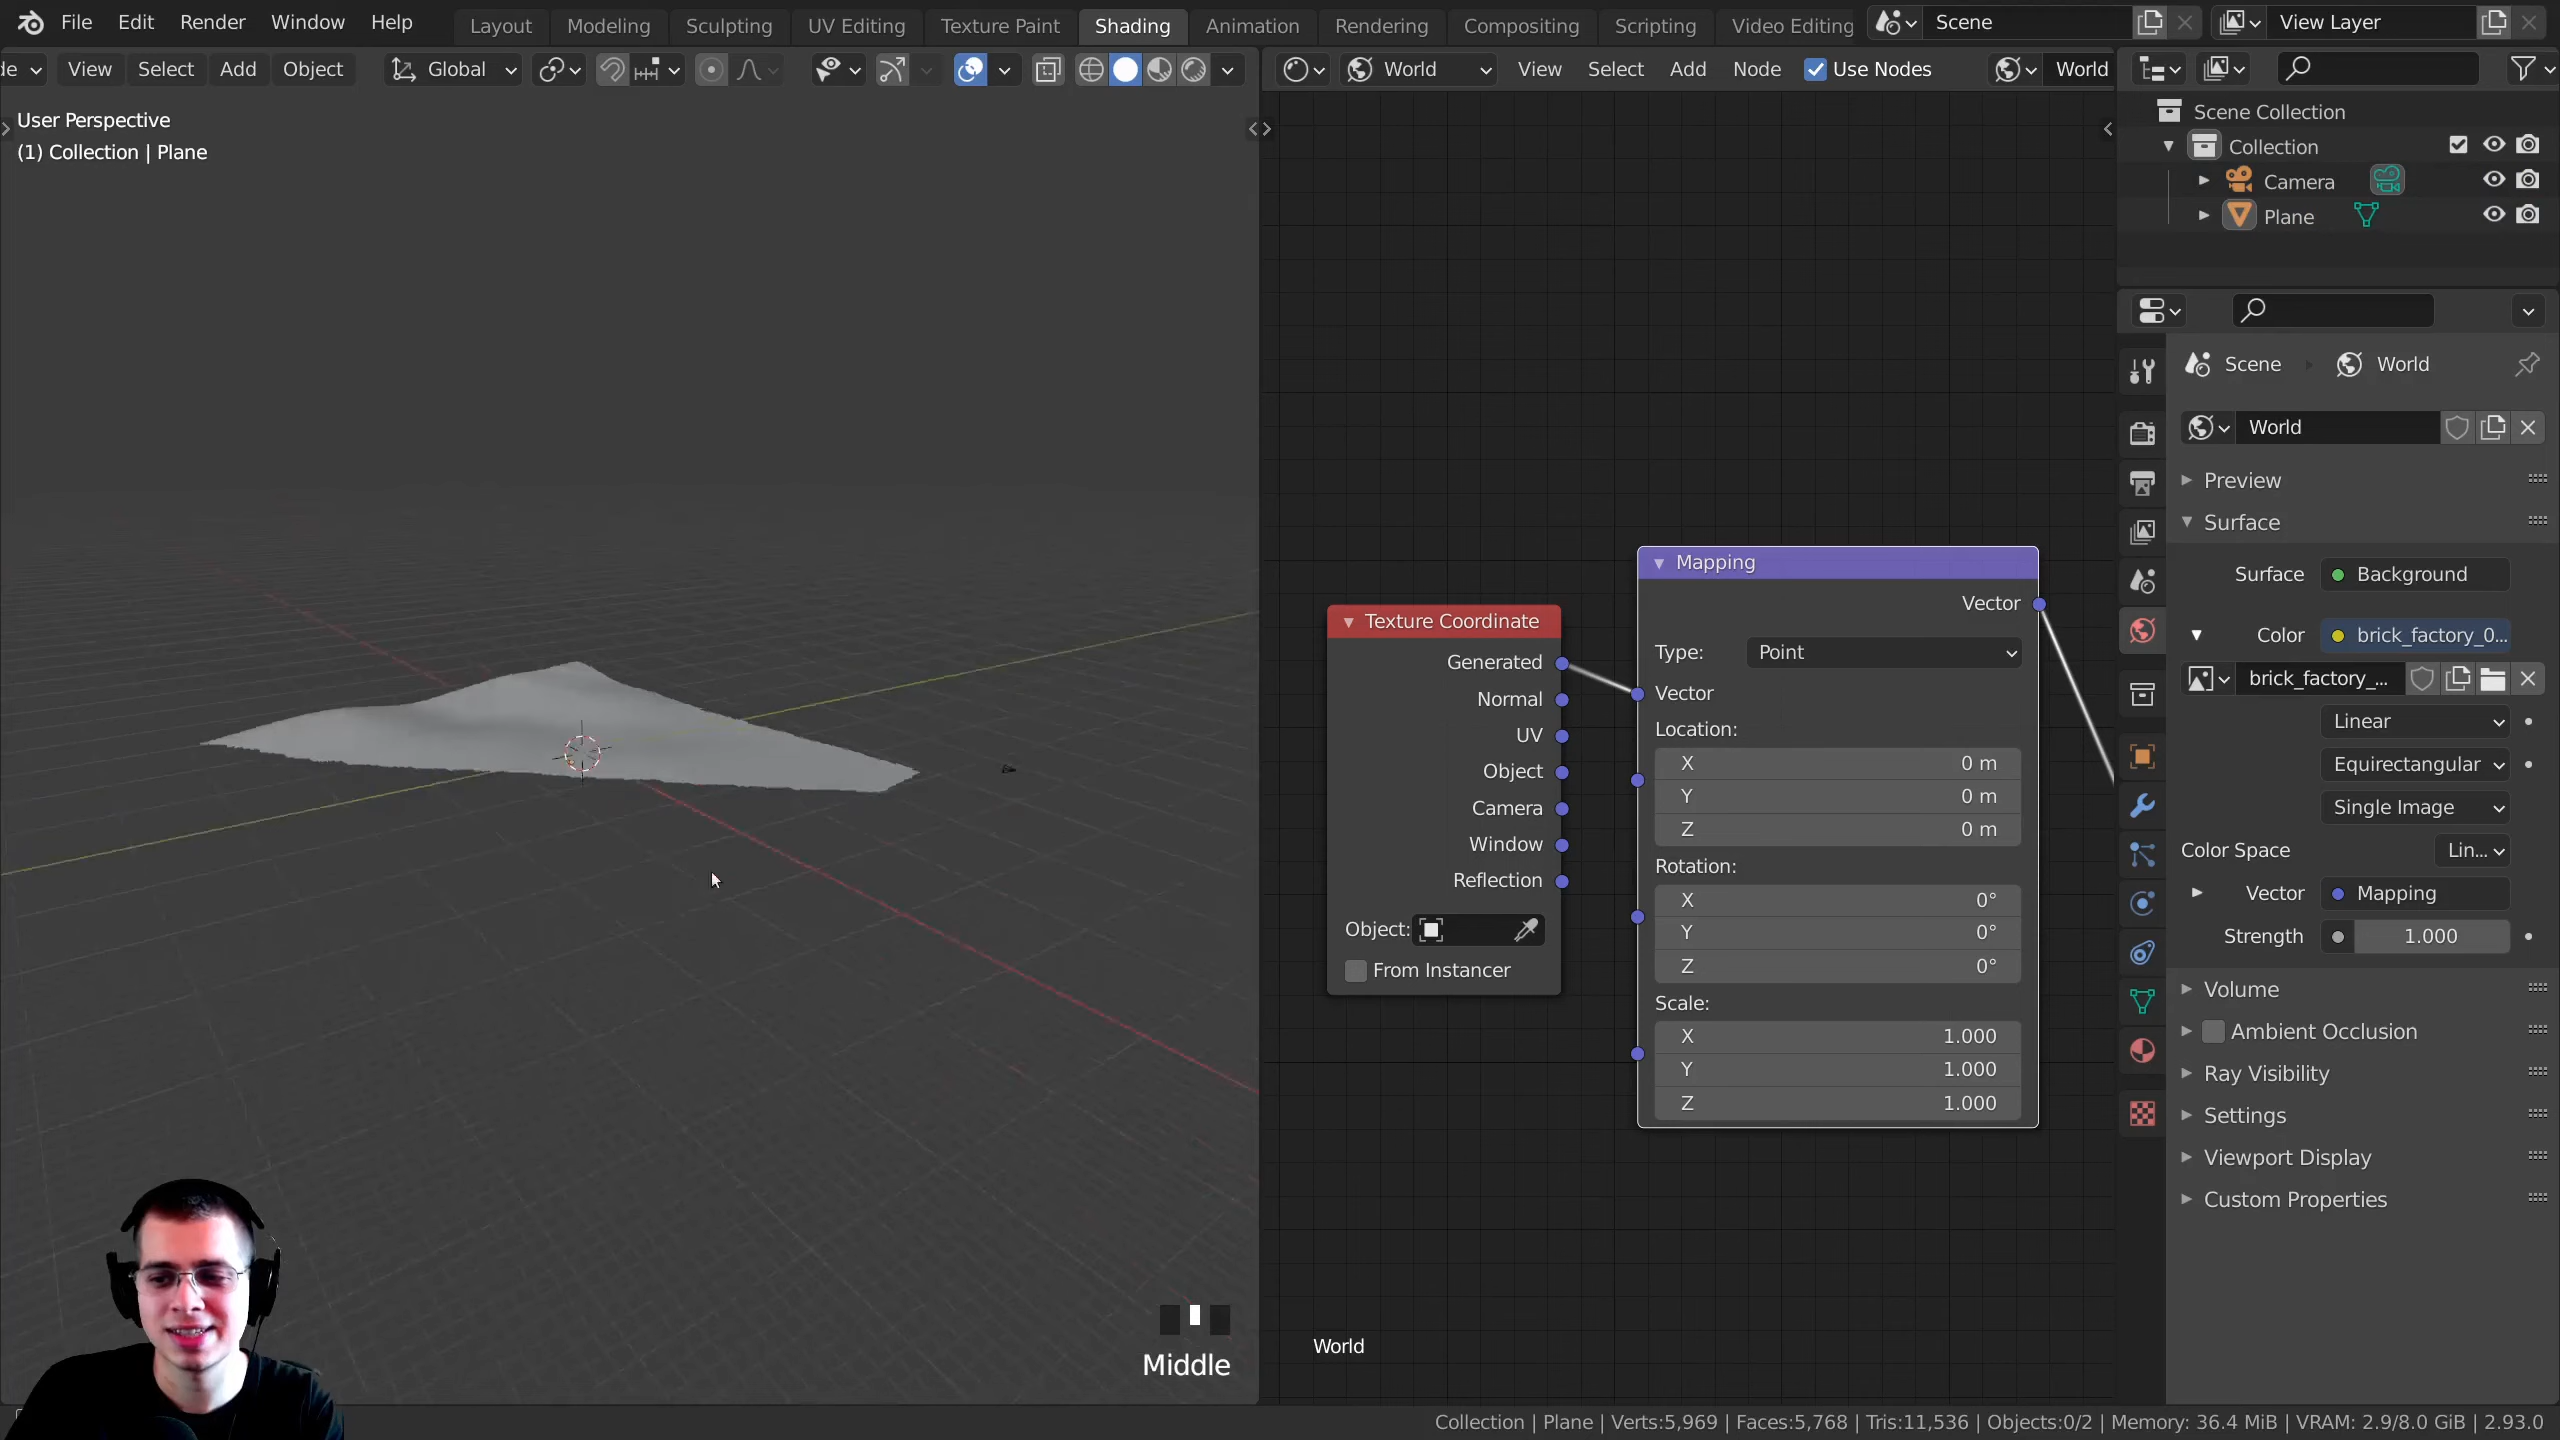 File Edit Render Window Help Layout Modeling Sculpting UV Editing Texture Paint Shading Animation Rendering Compositing Scripting Video Editing Scene View Layer
de View Select Add Object Global World View Select Add Node Use Nodes World
User Perspective
(1) Collection | Plane
Scene Collection
Collection
Camera
Plane
Scene World
World
Preview
Surface
Surface Background
Color brick_factory_0...
brick_factory_...
Linear
Equirectangular
Single Image
Color Space Lin...
Vector Mapping
Strength 1.000
Volume
Ambient Occlusion
Ray Visibility
Settings
Viewport Display
Custom Properties
Texture Coordinate
Generated
Normal
UV
Object
Camera
Window
Reflection
Object:
From Instancer
Mapping
Vector
Type: Point
Vector
Location:
X 0 m
Y 0 m
Z 0 m
Rotation:
X 0°
Y 0°
Z 0°
Scale:
X 1.000
Y 1.000
Z 1.000
World
Middle
Collection | Plane | Verts:5,969 | Faces:5,768 | Tris:11,536 | Objects:0/2 | Memory: 36.4 MiB | VRAM: 2.9/8.0 GiB | 2.93.0